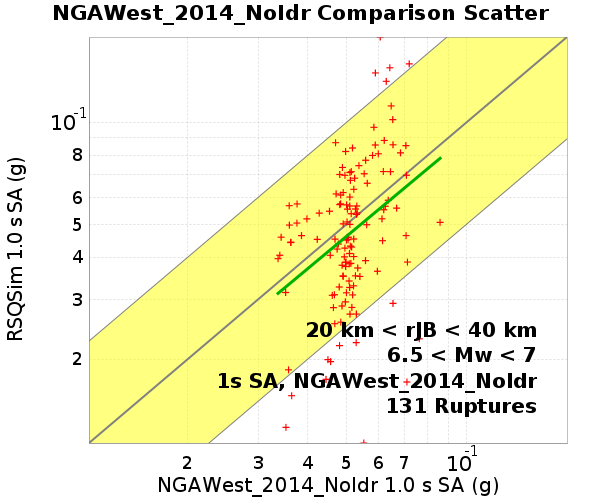 NGAWest_2014_NoIdr Comparison Scatter
RSQSim 1.0 s SA (g)
10-1
8
6
5
4
3
2
20 km < rJB < 40 km
6.5 < Mw < 7
1s SA, NGAWest_2014_NoIdr
131 Ruptures
2 3 4 5 6 7 10-1
NGAWest_2014_NoIdr 1.0 s SA (g)